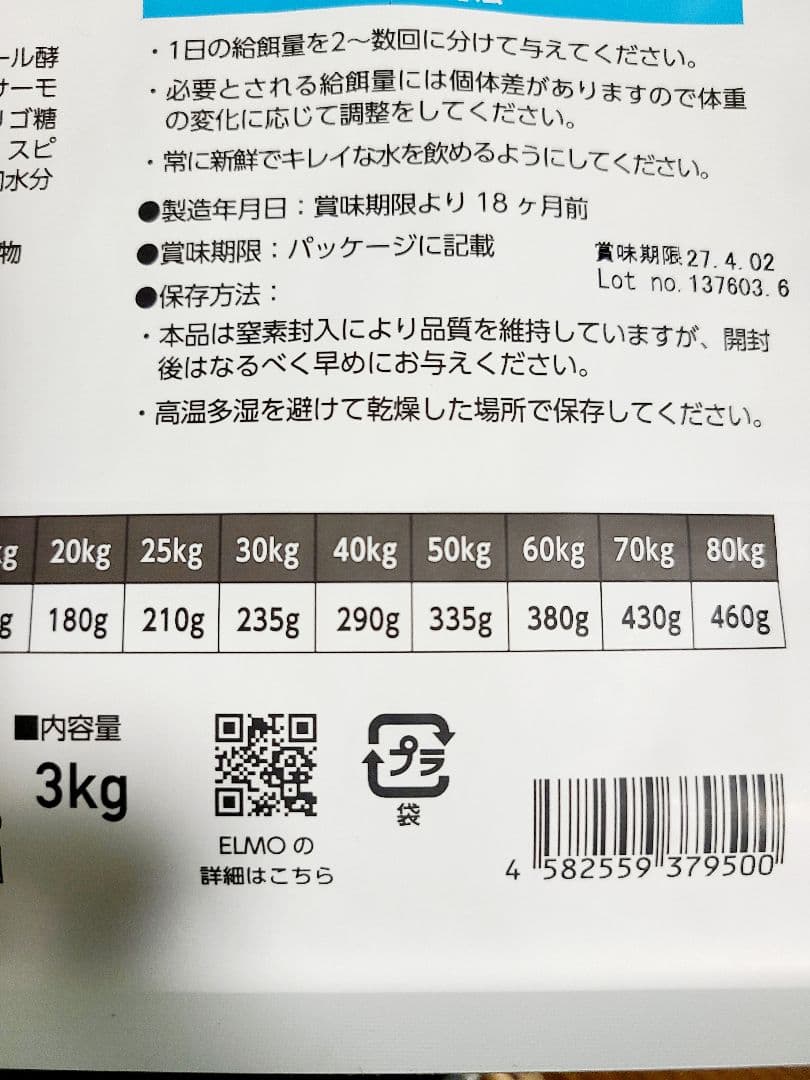 ・1日の給餌量を2〜数回に分けて与えてください。
・必要とされる給餌量には個体差がありますので体重
の変化に応じて調整をしてください。
・常に新鮮でキレイな水を飲めるようにしてください。
●製造年月日：賞味期限より 18 ヶ月前
●賞味期限：パッケージに記載
賞味期限 27.4.02
Lot no. 137603.6
●保存方法：
・本品は窒素封入により品質を維持していますが、開封
後はなるべく早めにお与えください。
・高温多湿を避けて乾燥した場所で保存してください。
ール酵
サーモ
リゴ糖
スピ
水分
物
kg 20kg 25kg 30kg 40kg 50kg 60kg 70kg 80kg
g 180g 210g 235g 290g 335g 380g 430g 460g
■内容量
3kg
ELMO の
詳細はこちら
プラ
袋
4 582559 379500